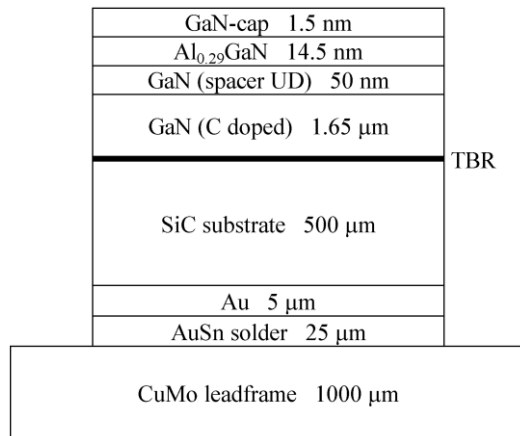 GaN-cap 1.5 nm
Al₀.₂₉GaN 14.5 nm
GaN (spacer UD) 50 nm
GaN (C doped) 1.65 μm
TBR
SiC substrate 500 μm
Au 5 μm
AuSn solder 25 μm
CuMo leadframe 1000 μm